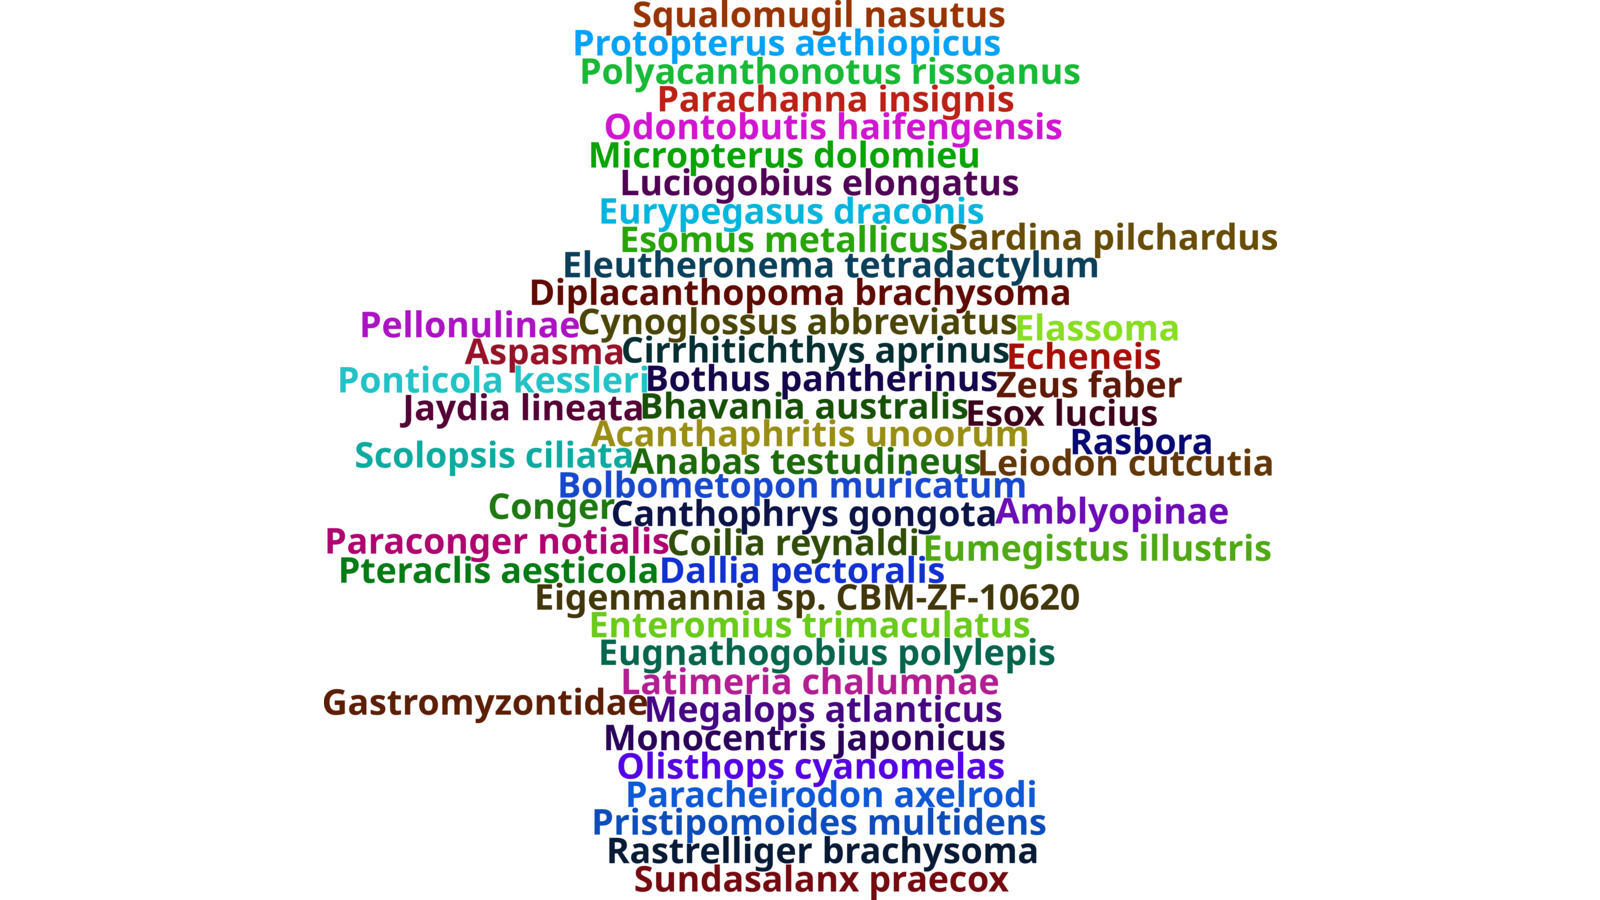 Squalomugil nasutus
Protopterus aethiopicus
Polyacanthonotus rissoanus
Parachanna insignis
Odontobutis haifengensis
Micropterus dolomieu
Luciogobius elongatus
Eurypegasus draconis
Esomus metallicus Sardina pilchardus
Eleutheronema tetradactylum
Diplacanthopoma brachysoma
Pellonulinae Cynoglossus abbreviatus Elassoma
Aspasma Cirrhitichthys aprinus Echeneis
Ponticola kessleri Bothus pantherinus Zeus faber
Jaydia lineata Bhavania australis Esox lucius
Acanthaphritis unoorum Rasbora
Scolopsis ciliata Anabas testudineus Leiodon cutcutia
Bolbometopon muricatum
Conger Canthophrys gongota Amblyopinae
Paraconger notialis Coilia reynaldi Eumegistus illustris
Pteraclis aesticola Dallia pectoralis
Eigenmannia sp. CBM-ZF-10620
Enteromius trimaculatus
Eugnathogobius polylepis
Latimeria chalumnae
Gastromyzontidae Megalops atlanticus
Monocentris japonicus
Olisthops cyanomelas
Paracheirodon axelrodi
Pristipomoides multidens
Rastrelliger brachysoma
Sundasalanx praecox